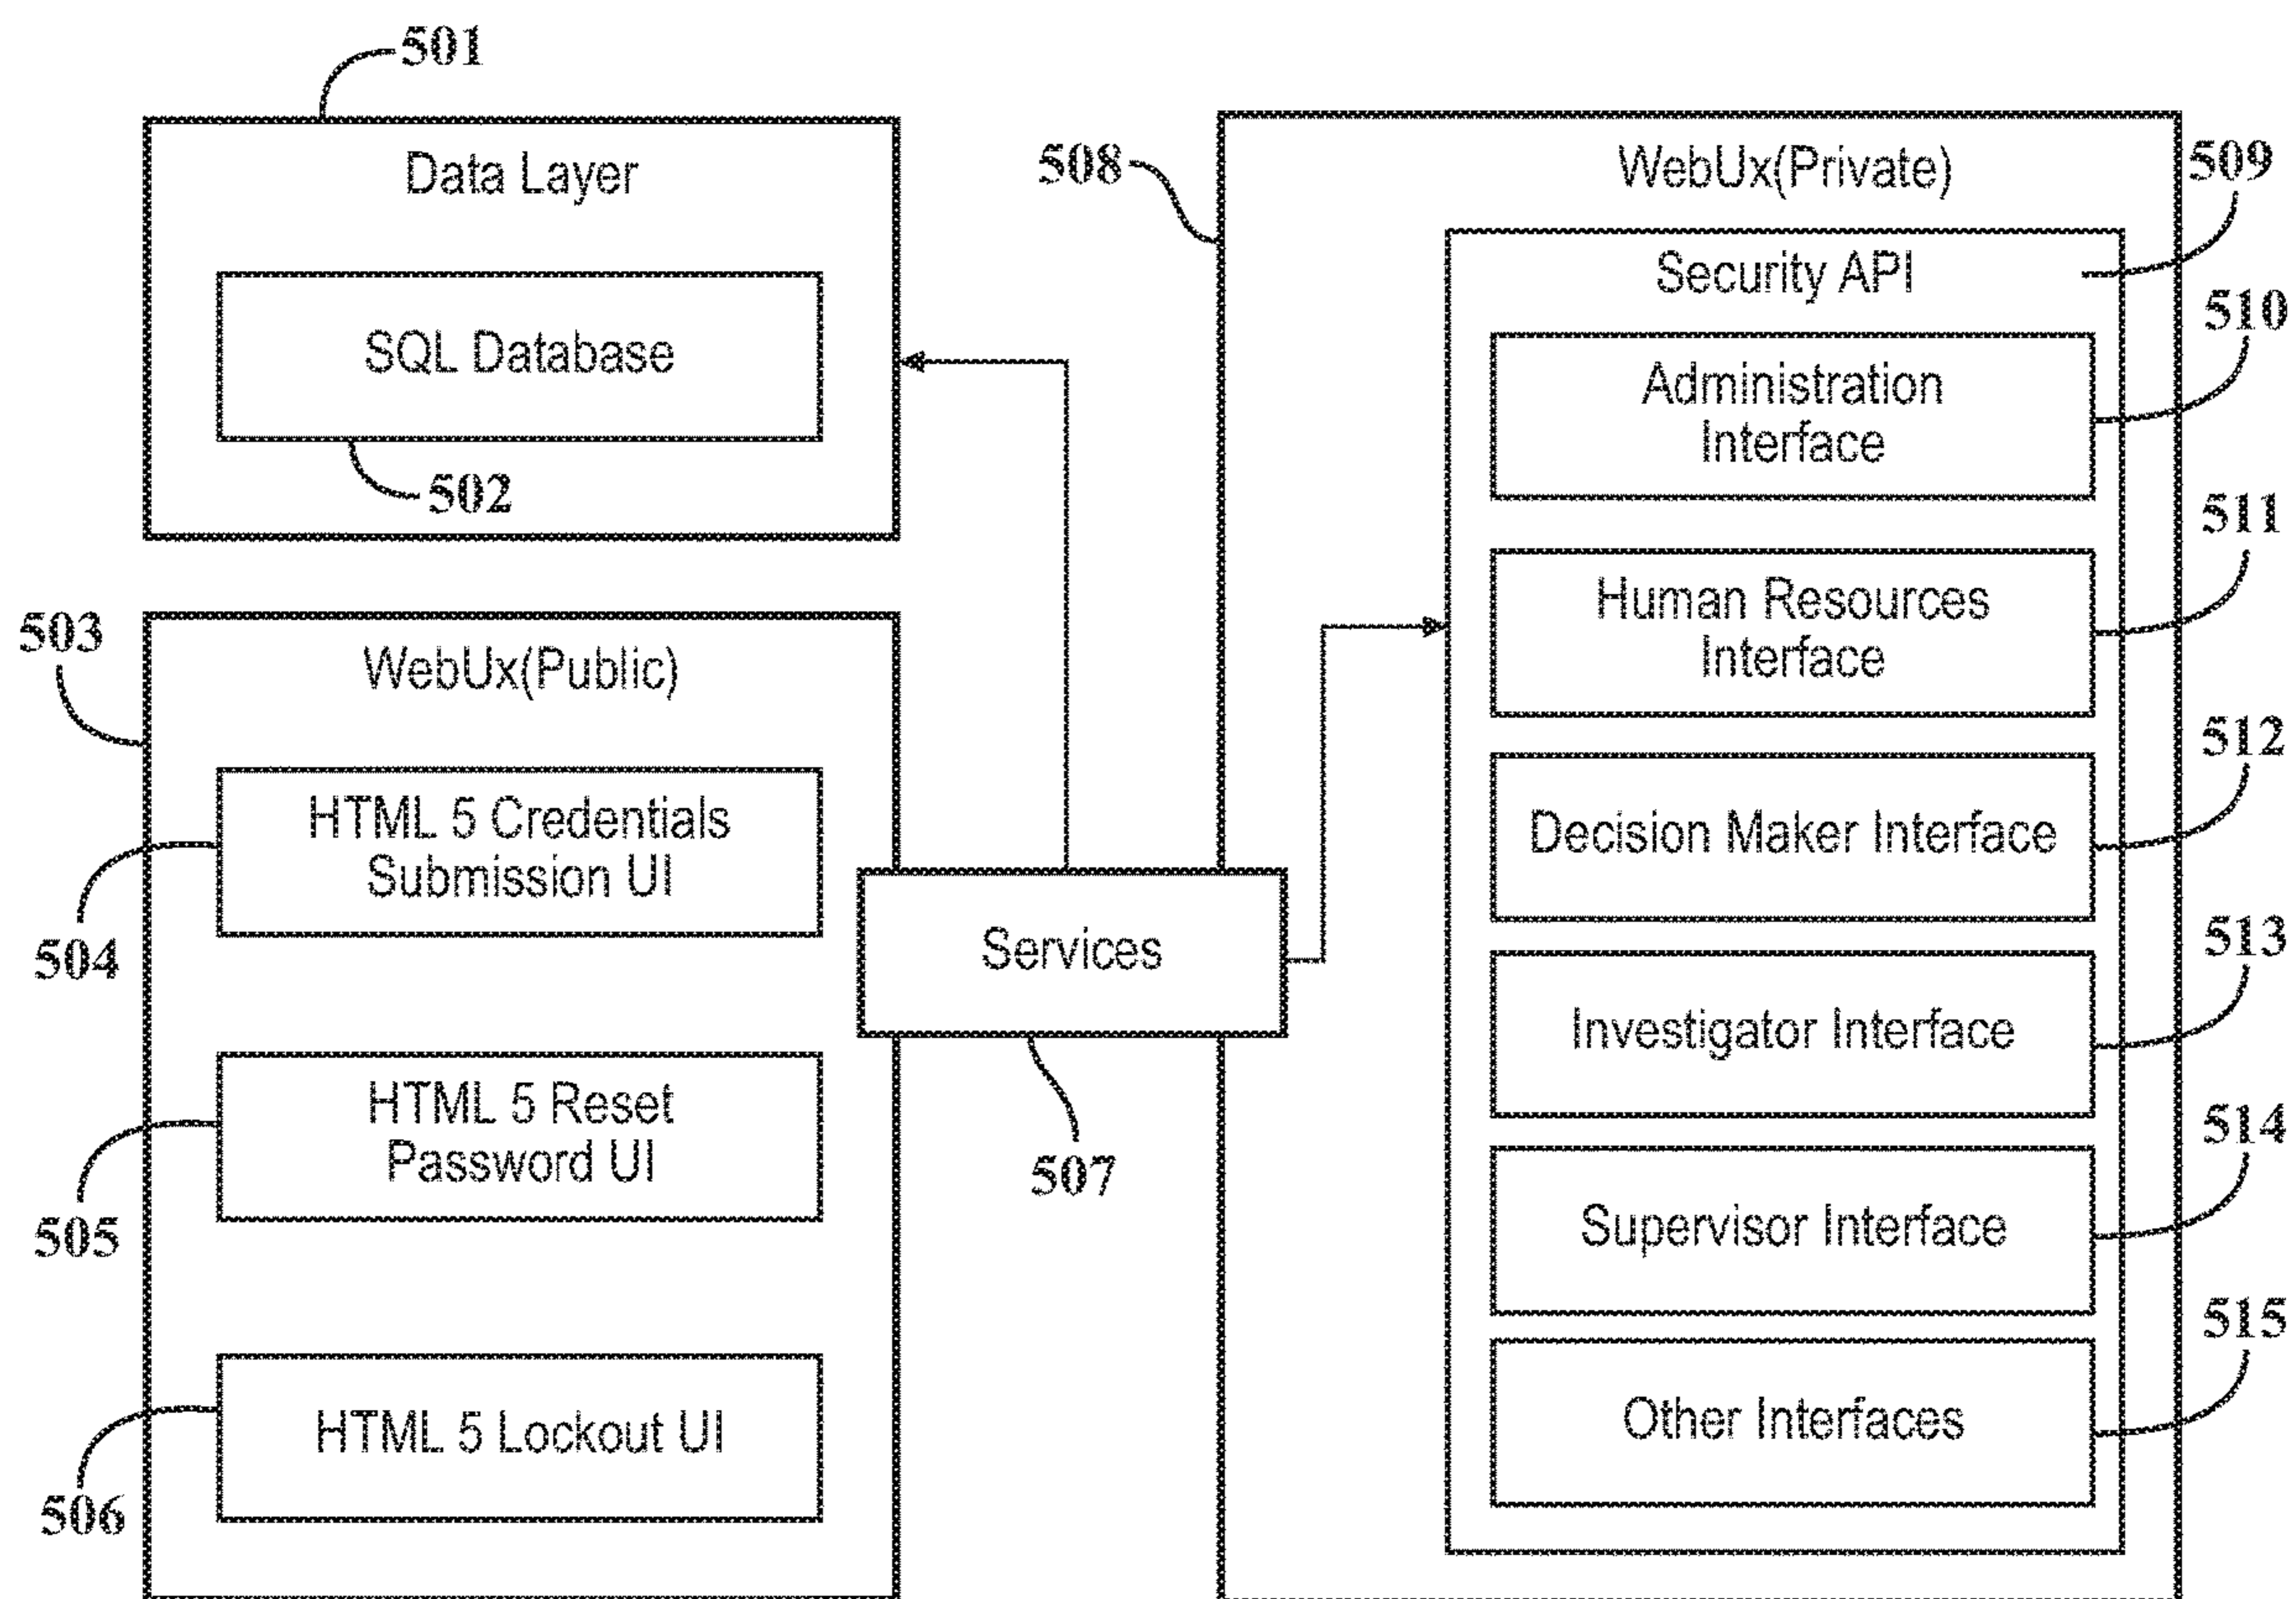 501
Data Layer
SQL Database
502
503
WebUx(Public)
HTML 5 Credentials
Submission UI
504
HTML 5 Reset
Password UI
505
HTML 5 Lockout UI
506
Services
507
508
WebUx(Private)
509
Security API
510
Administration
Interface
511
Human Resources
Interface
512
Decision Maker Interface
513
Investigator Interface
514
Supervisor Interface
515
Other Interfaces